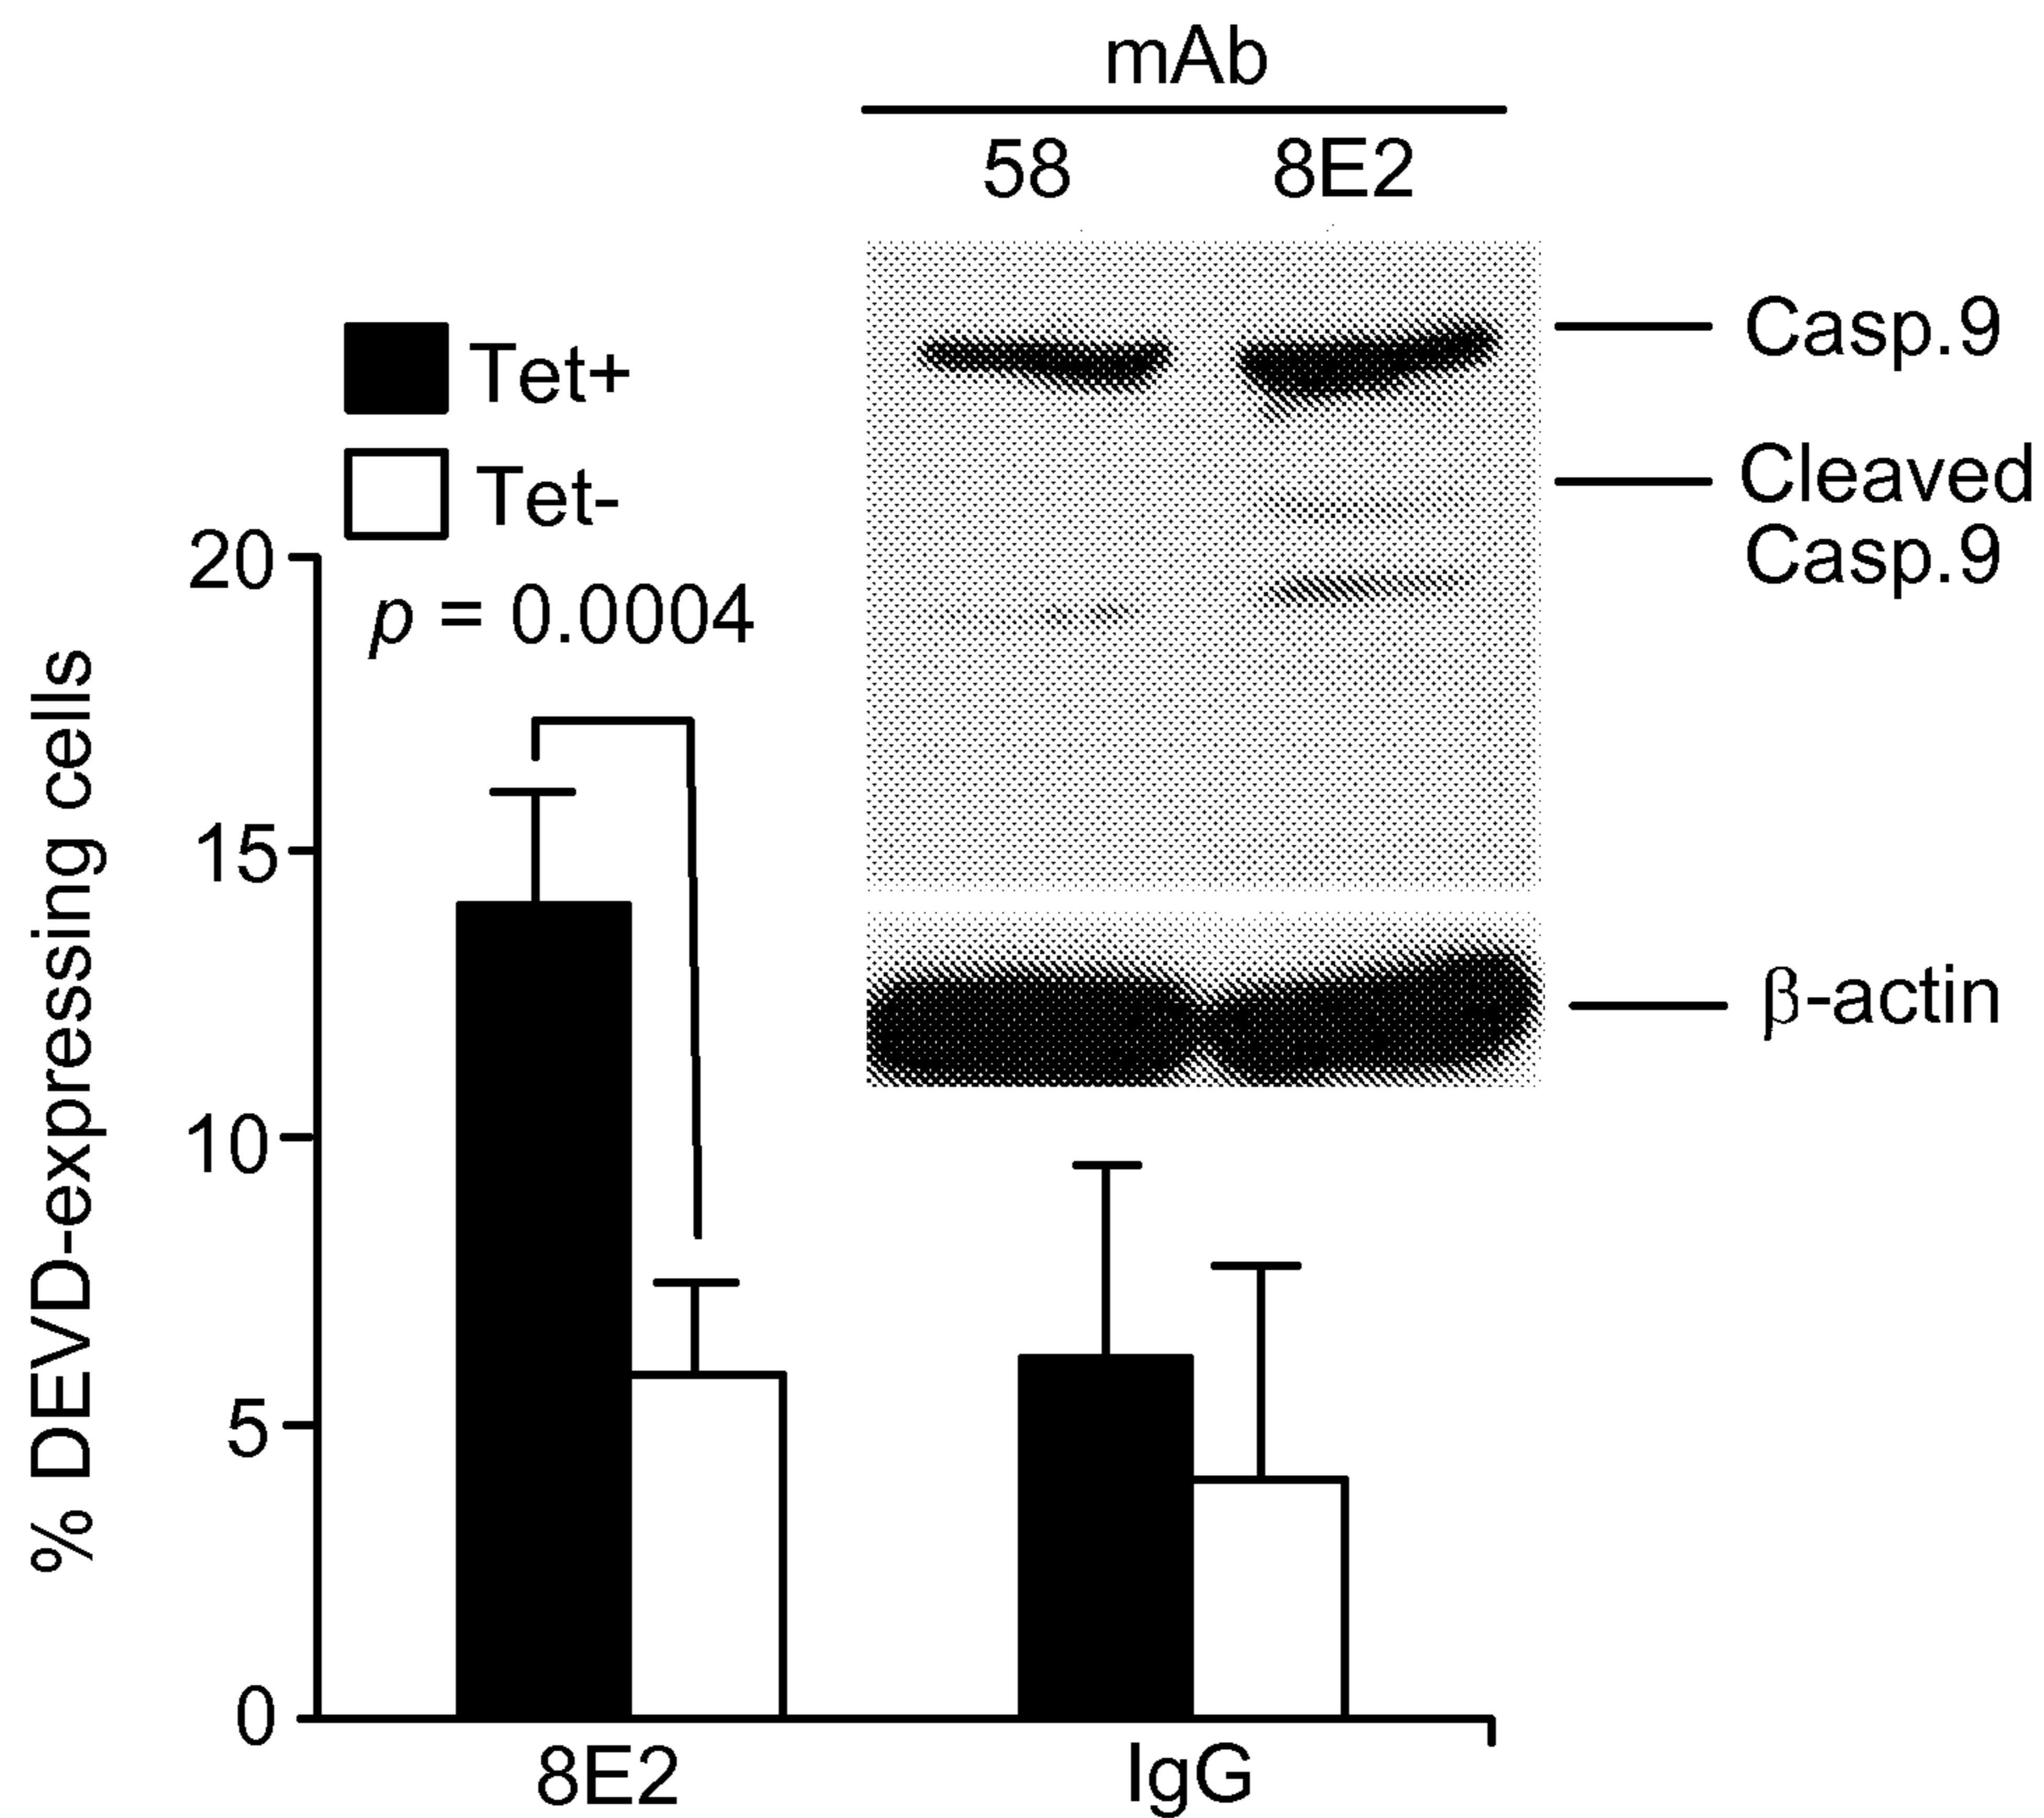 mAb
58 8E2
Casp.9
Cleaved
Casp.9
β-actin
Tet+
Tet-
p = 0.0004
% DEVD-expressing cells
20
15
10
5
0
8E2 IgG